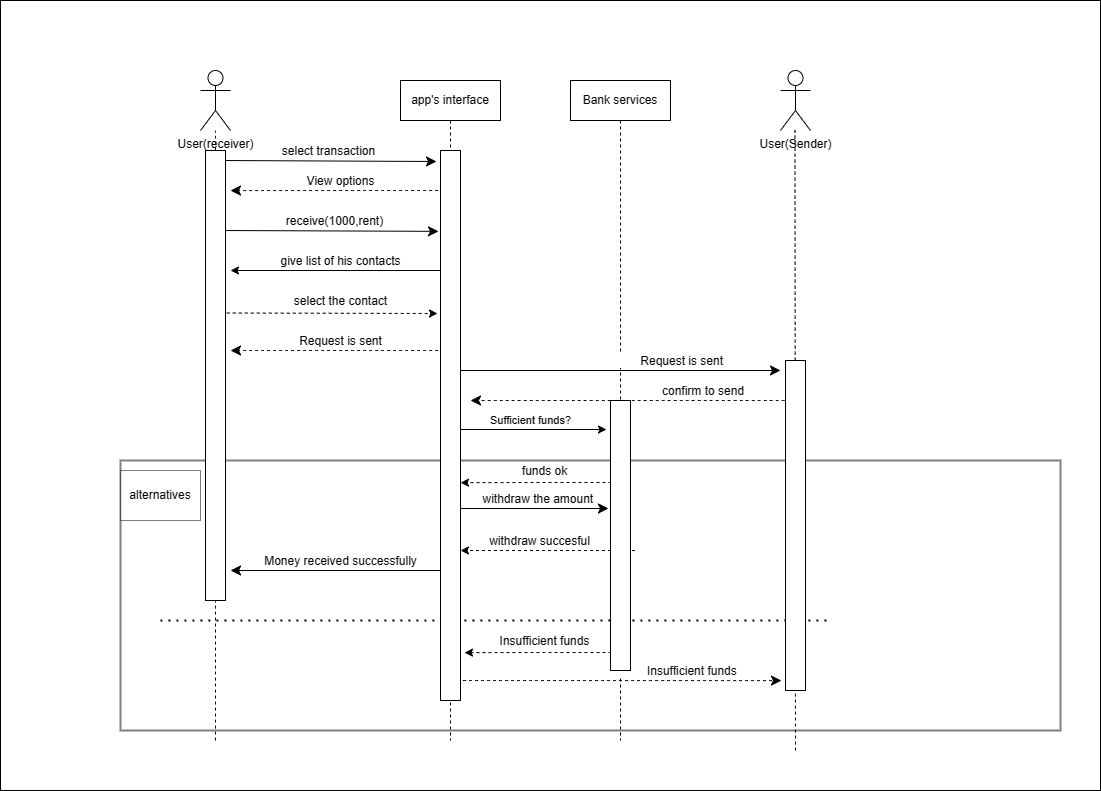 app's interface
Bank services
User(receiver)
User(Sender)
select transaction
View options
receive(1000,rent)
give list of his contacts
select the contact
Request is sent
Request is sent
confirm to send
Sufficient funds?
funds ok
alternatives
withdraw the amount
withdraw succesful
Money received successfully
Insufficient funds
Insufficient funds